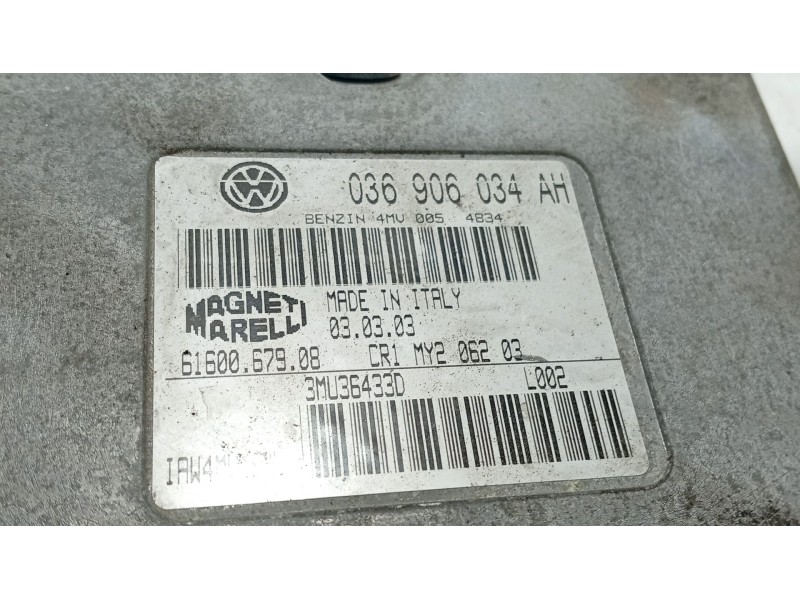 036 906 034 AH
BENZIN 4MV 005 4834
MAGNETI MARELLI
MADE IN ITALY
03.03.03
61600.679.08 CR1 MY2 062 03
3MU36433D L002